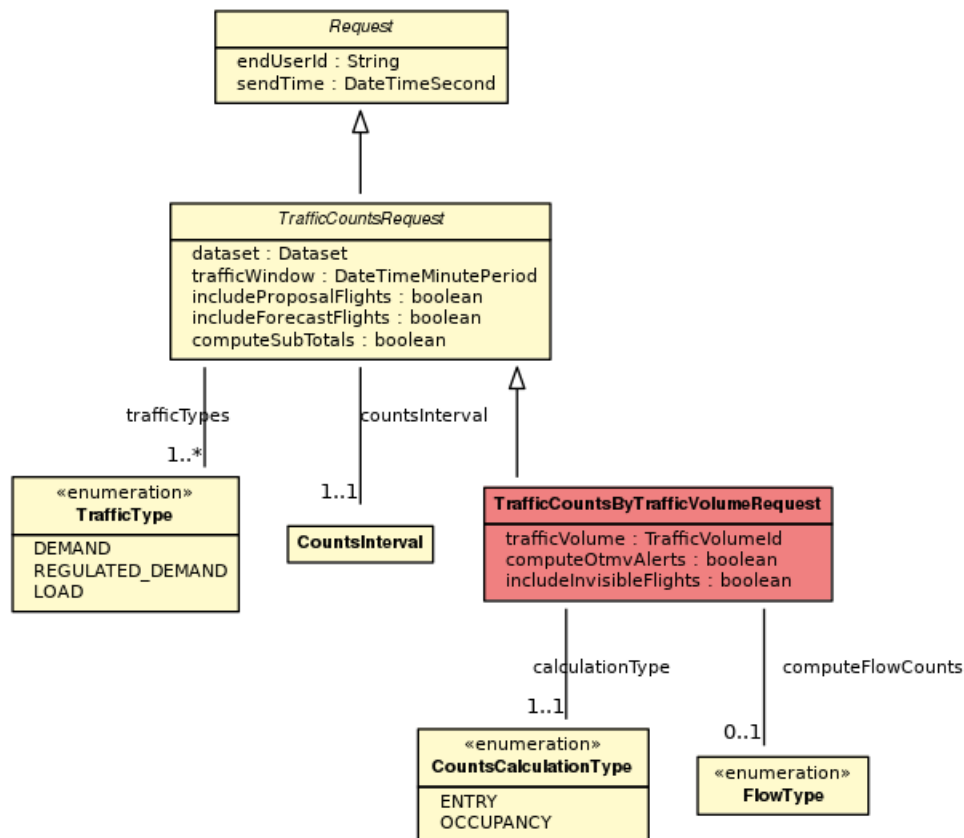 Request
endUserId : String
sendTime : DateTimeSecond
TrafficCountsRequest
dataset : Dataset
trafficWindow : DateTimeMinutePeriod
includeProposalFlights : boolean
includeForecastFlights : boolean
computeSubTotals : boolean
trafficTypes
countsInterval
1..*
1..1
«enumeration»
TrafficType
DEMAND
REGULATED_DEMAND
LOAD
CountsInterval
TrafficCountsByTrafficVolumeRequest
trafficVolume : TrafficVolumeId
computeOtmvAlerts : boolean
includeInvisibleFlights : boolean
calculationType
computeFlowCounts
1..1
0..1
«enumeration»
CountsCalculationType
ENTRY
OCCUPANCY
«enumeration»
FlowType